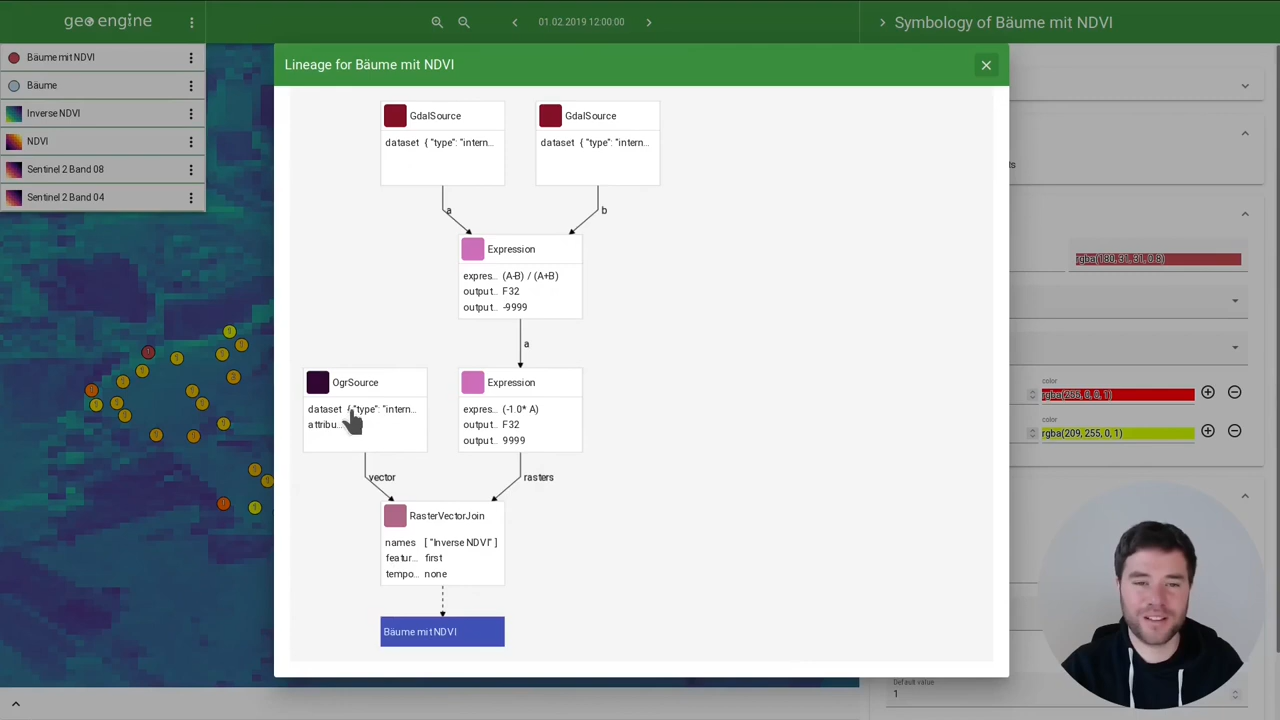 geo engine
01.02.2019 12:00:00
Symbology of Bäume mit NDVI
Bäume mit NDVI
Bäume
Inverse NDVI
NDVI
Sentinel 2 Band 08
Sentinel 2 Band 04
Lineage for Bäume mit NDVI
GdalSource
dataset { "type": "intern...
GdalSource
dataset { "type": "intern...
a
b
Expression
expres... (A-B) / (A+B)
output... F32
output... -9999
a
OgrSource
dataset { "type": "intern...
attribu...
Expression
expres... (-1.0* A)
output... F32
output... 9999
vector
rasters
RasterVectorJoin
names [ "Inverse NDVI" ]
featur... first
tempo... none
Bäume mit NDVI
rgba(180,31,31,0.8)
color
rgba(255, 0, 0, 1)
color
rgba(209, 255, 0, 1)
Default value
1